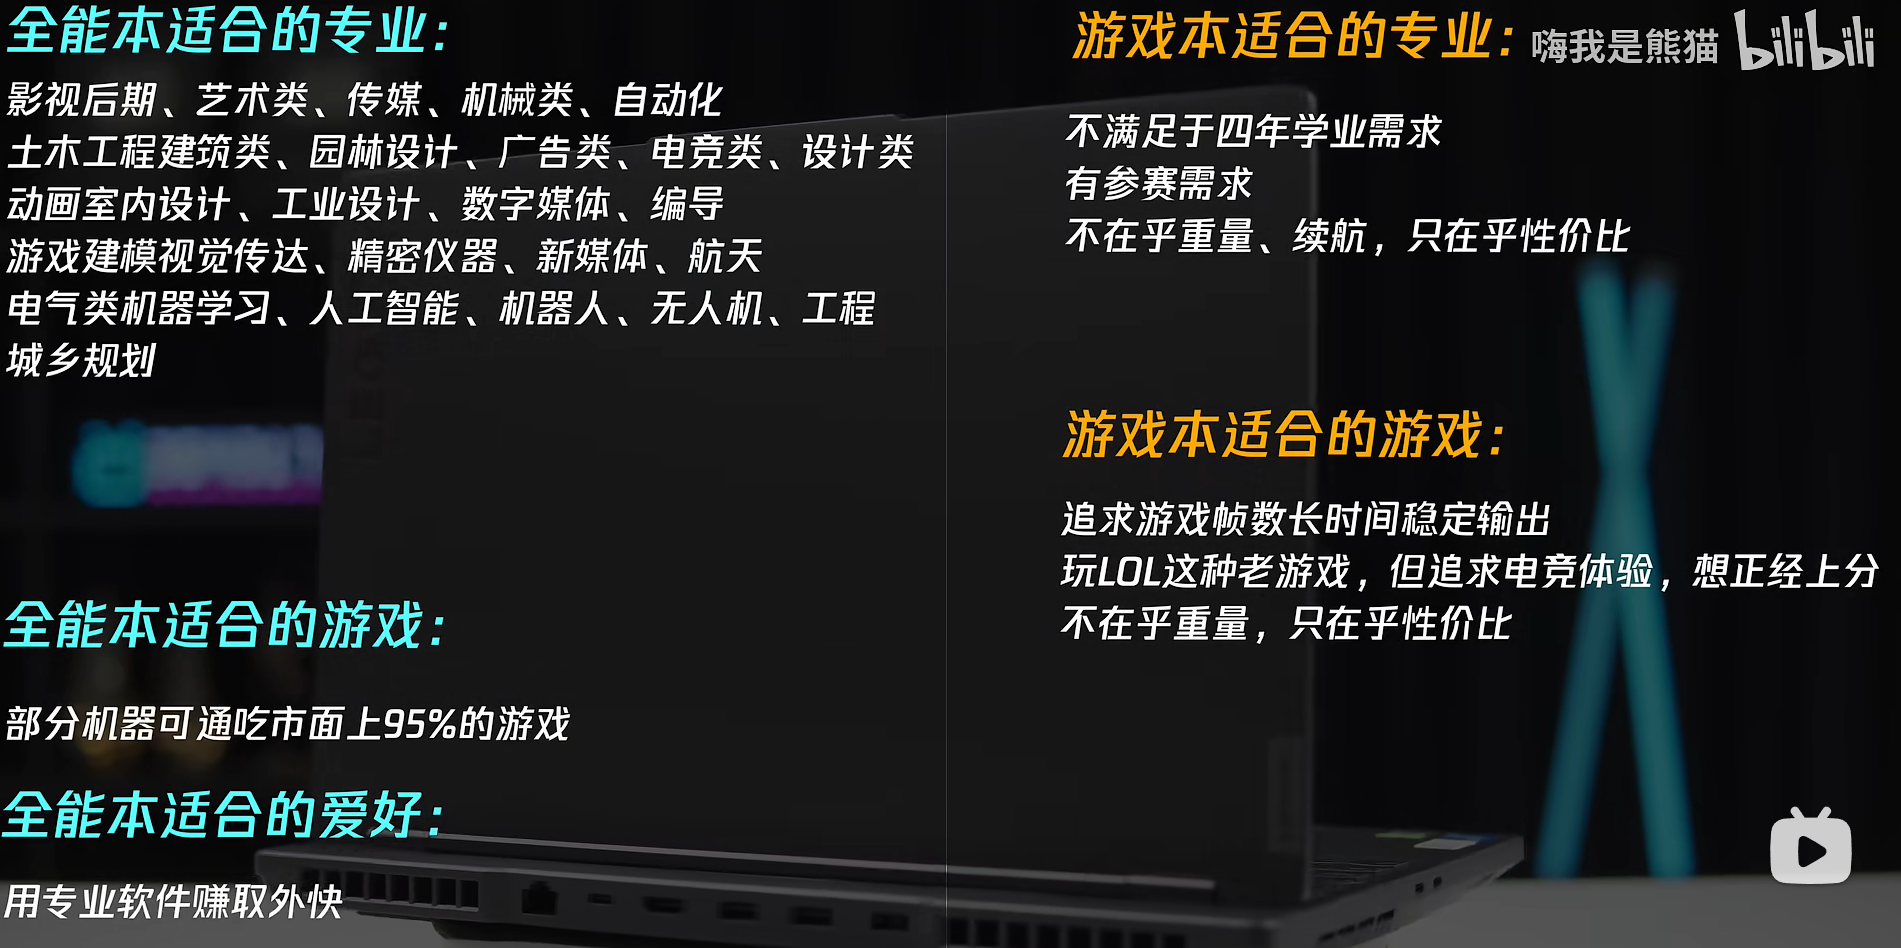 全能本适合的专业：
影视后期、艺术类、传媒、机械类、自动化
土木工程建筑类、园林设计、广告类、电竞类、设计类
动画室内设计、工业设计、数字媒体、编导
游戏建模视觉传达、精密仪器、新媒体、航天
电气类机器学习、人工智能、机器人、无人机、工程
城乡规划
全能本适合的游戏：
部分机器可通吃市面上95%的游戏
全能本适合的爱好：
用专业软件赚取外快
游戏本适合的专业：
嗨我是熊猫 bilibili
不满足于四年学业需求
有参赛需求
不在乎重量、续航，只在乎性价比
游戏本适合的游戏：
追求游戏帧数长时间稳定输出
玩LOL这种老游戏，但追求电竞体验，想正经上分
不在乎重量，只在乎性价比